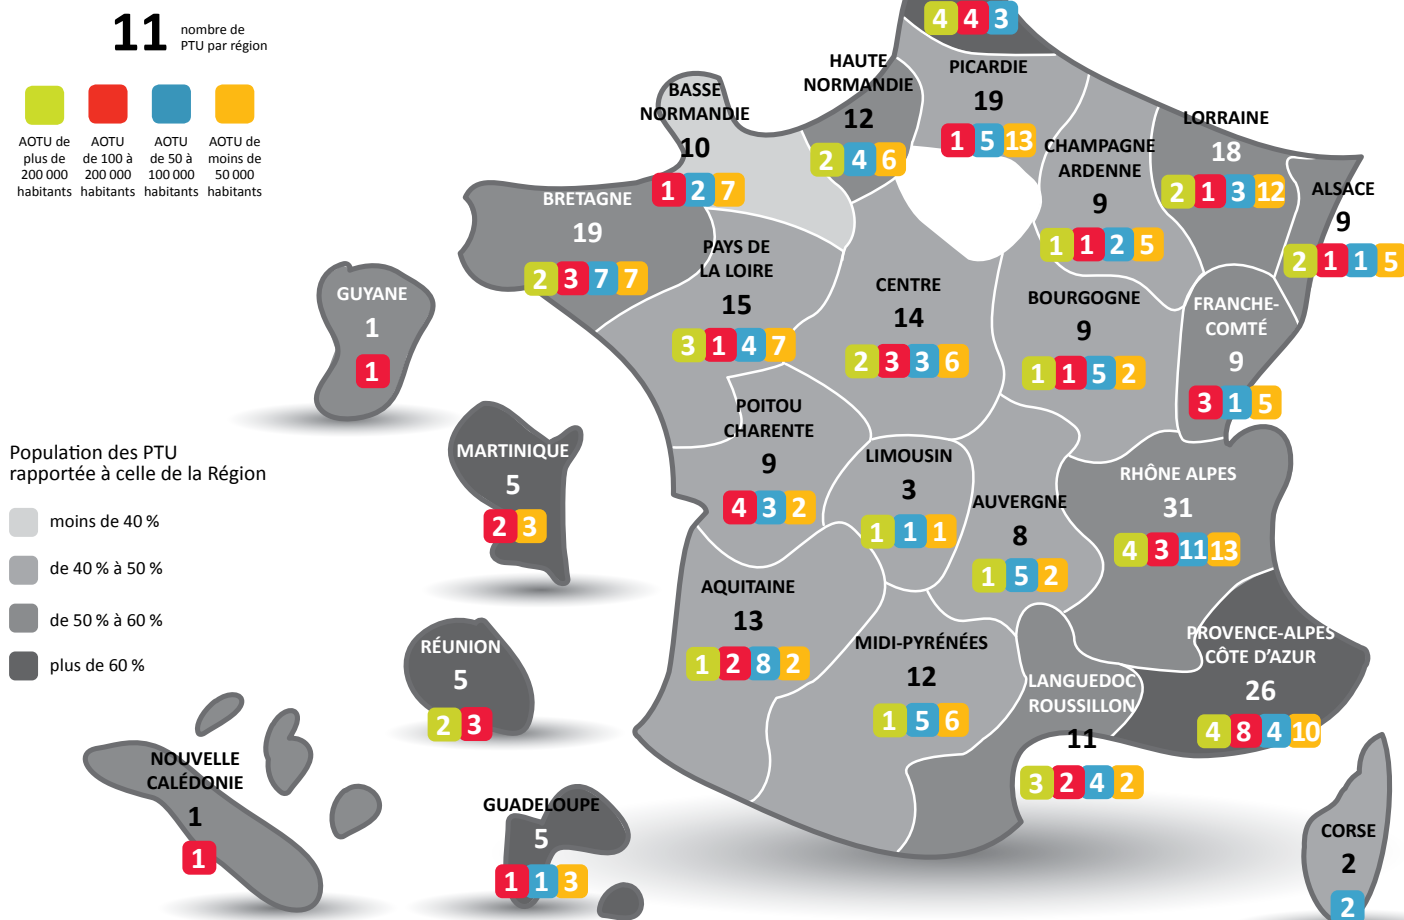 11 nombre de
PTU par région
AOTU de
plus de
200 000
habitants
AOTU
de 100 à
200 000
habitants
AOTU
de 50 à
100 000
habitants
AOTU de
moins de
50 000
habitants
4 4 3
HAUTE
NORMANDIE
12
2 4 6
PICARDIE
19
1 5 13
BASSE
NORMANDIE
10
1 2 7
CHAMPAGNE
ARDENNE
9
1 1 2 5
LORRAINE
18
2 1 3 12
ALSACE
9
2 1 1 5
BRETAGNE
19
2 3 7 7
PAYS DE
LA LOIRE
15
3 1 4 7
CENTRE
14
2 3 3 6
BOURGOGNE
9
1 1 5 2
FRANCHE-
COMTÉ
9
3 1 5
GUYANE
1
1
Population des PTU
rapportée à celle de la Région
moins de 40 %
de 40 % à 50 %
de 50 % à 60 %
plus de 60 %
MARTINIQUE
5
2 3
POITOU
CHARENTE
9
4 3 2
LIMOUSIN
3
1 1 1
AUVERGNE
8
1 5 2
RHÔNE ALPES
31
4 3 11 13
AQUITAINE
13
1 2 8 2
MIDI-PYRÉNÉES
12
1 5 6
LANGUEDOC
ROUSSILLON
11
3 2 4 2
PROVENCE-ALPES
CÔTE D'AZUR
26
4 8 4 10
RÉUNION
5
2 3
NOUVELLE
CALÉDONIE
1
1
GUADELOUPE
5
1 1 3
CORSE
2
2